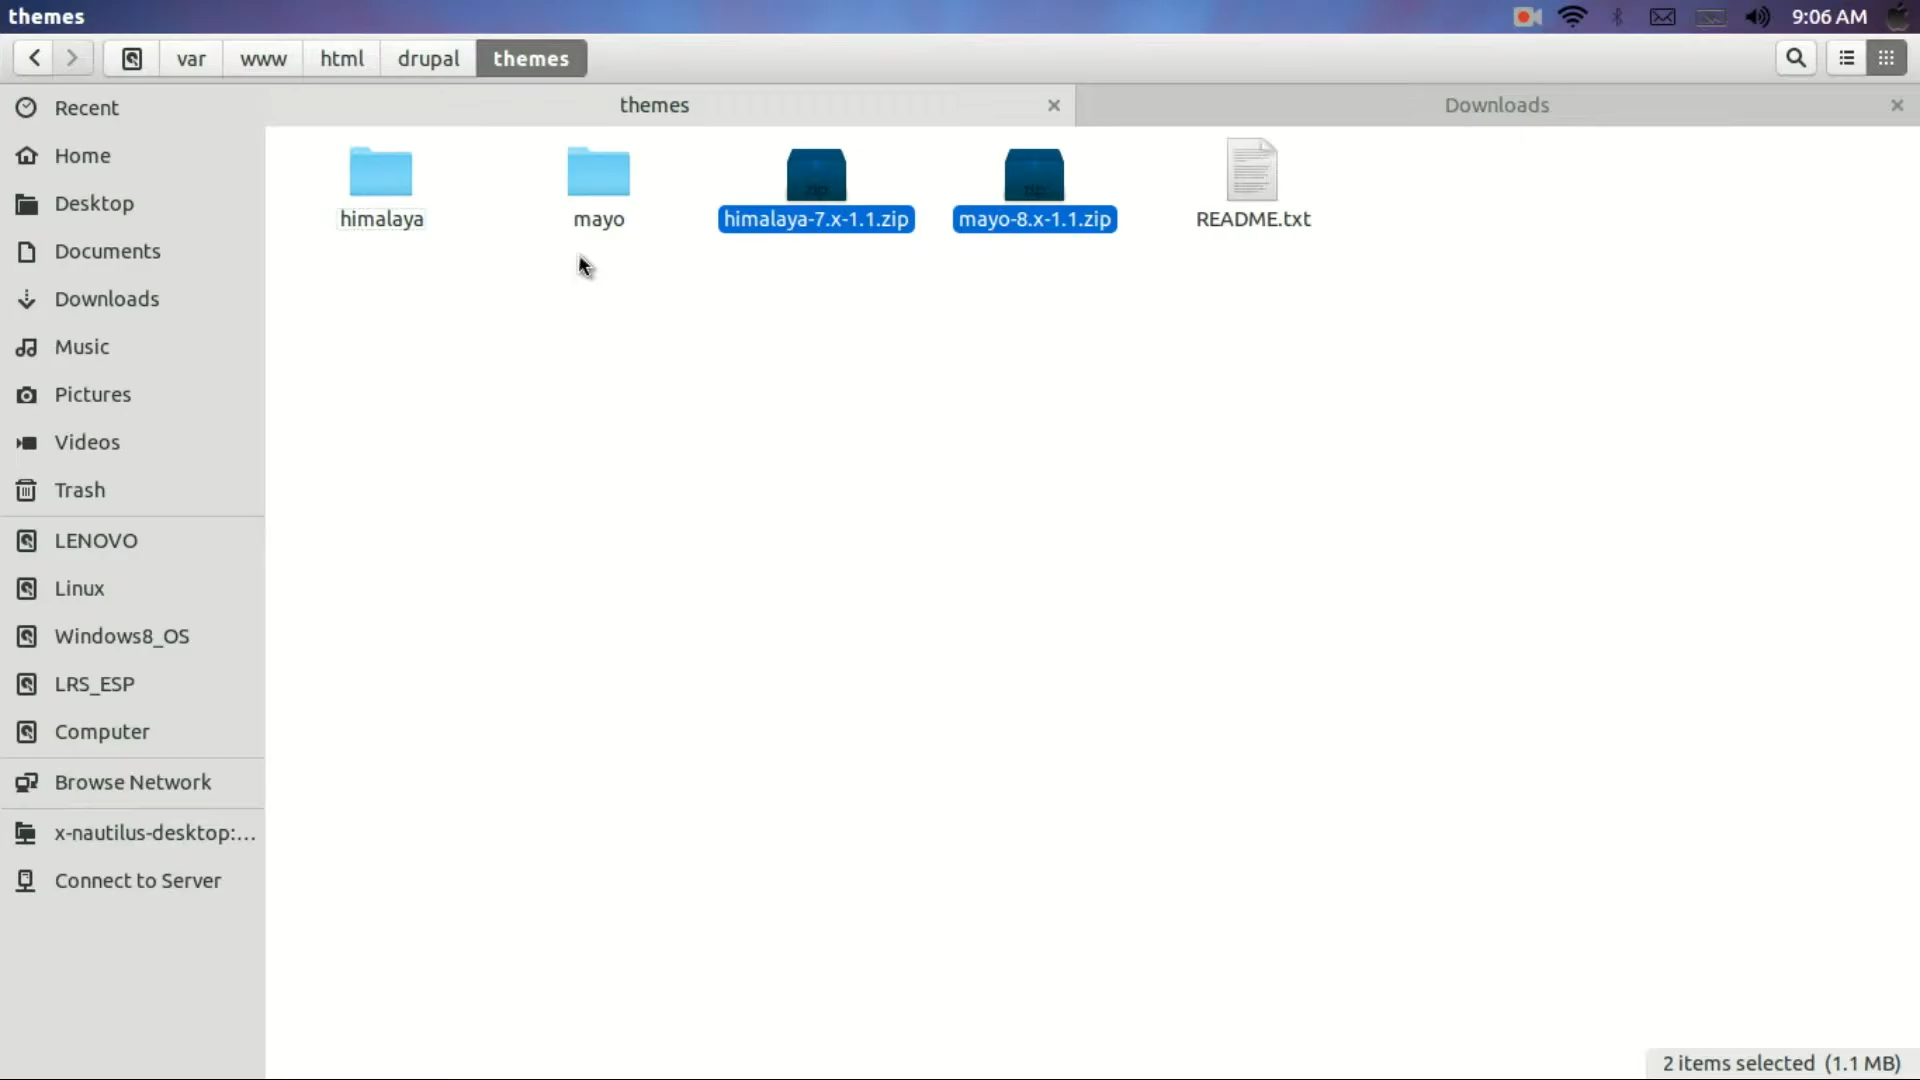 themes
9:06 AM
var www html drupal themes
themes
Downloads
Recent
Home
Desktop
Documents
Downloads
Music
Pictures
Videos
Trash
LENOVO
Linux
Windows8_OS
LRS_ESP
Computer
Browse Network
x-nautilus-desktop:...
Connect to Server
zip
zip
himalaya
mayo
himalaya-7.x-1.1.zip
mayo-8.x-1.1.zip
README.txt
2 items selected (1.1 MB)